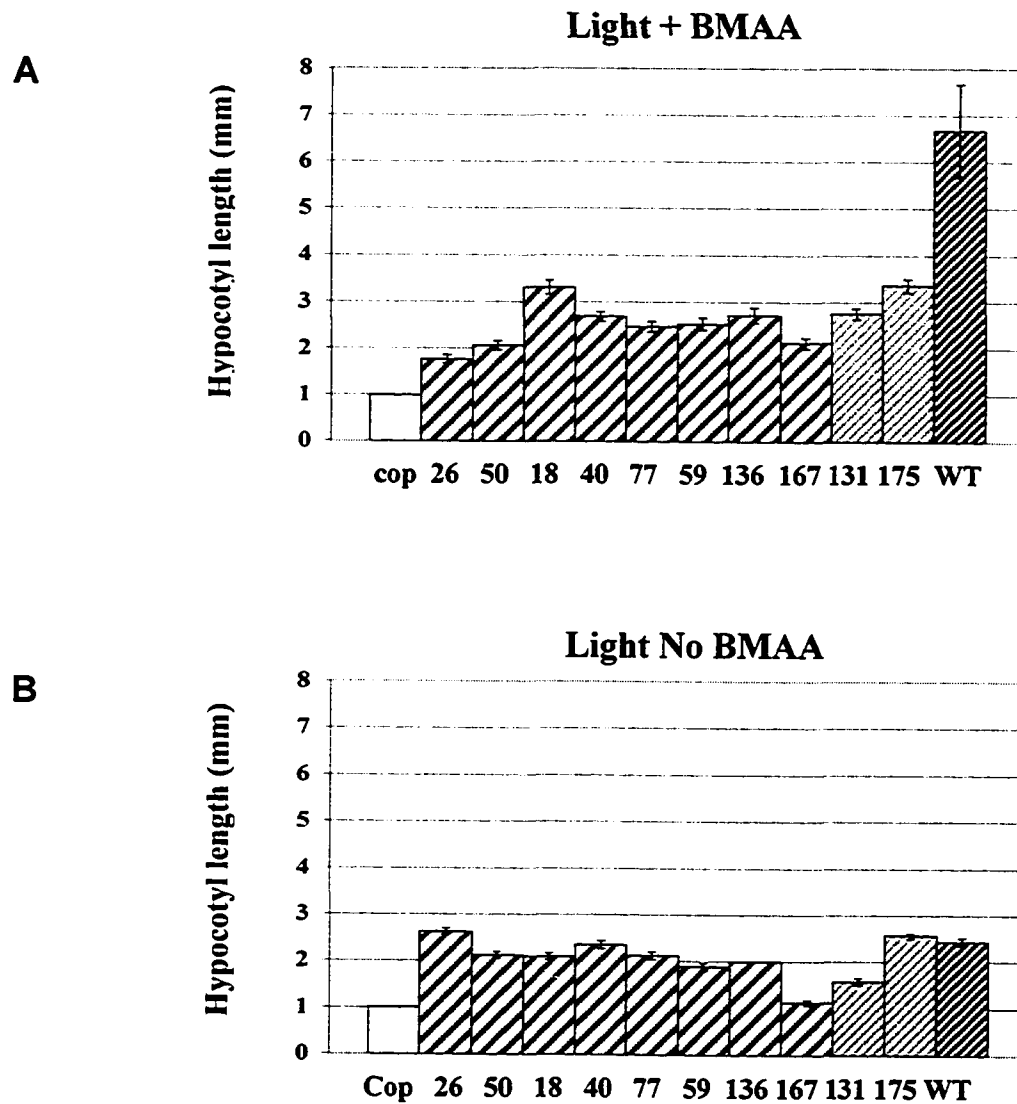 Light + BMAA
A
Hypocotyl length (mm)
8
7
6
5
4
3
2
1
0
cop 26 50 18 40 77 59 136 167 131 175 WT
Light No BMAA
B
Hypocotyl length (mm)
8
7
6
5
4
3
2
1
0
Cop 26 50 18 40 77 59 136 167 131 175 WT